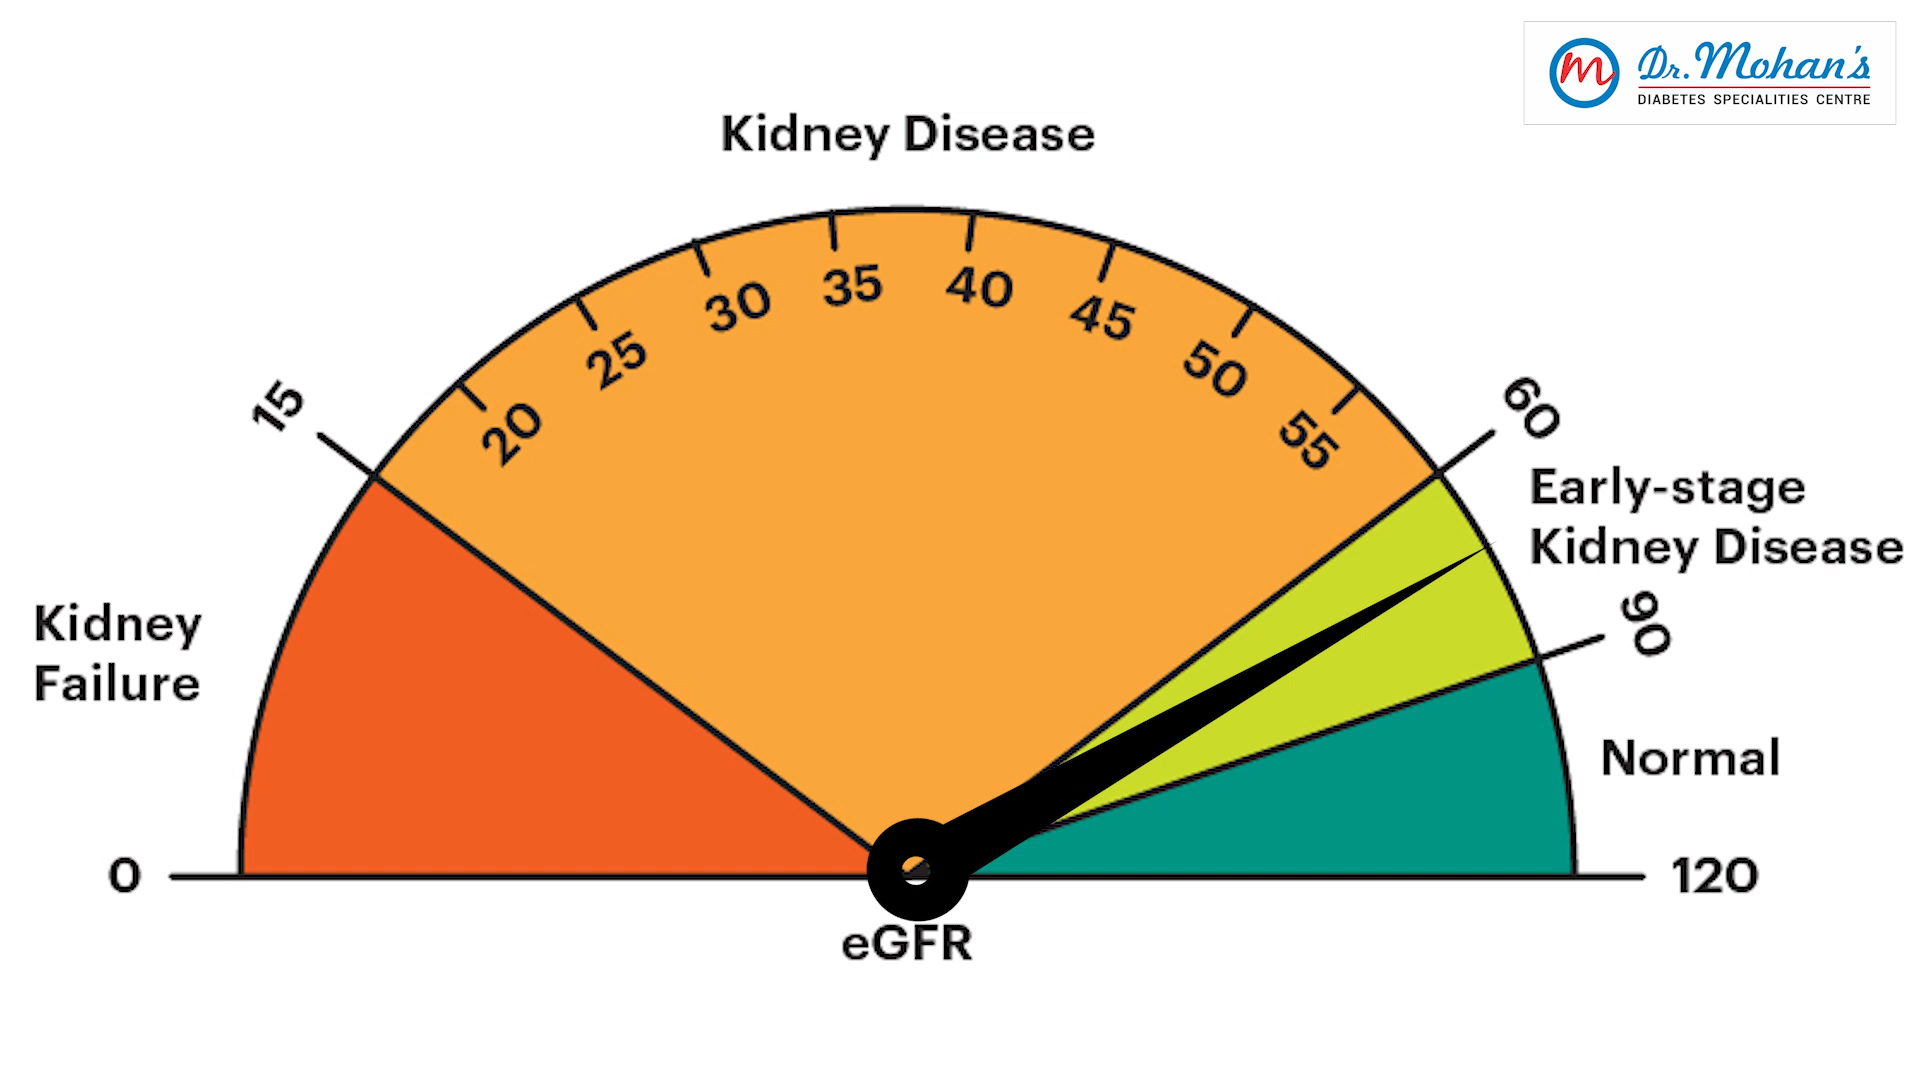 Dr. Mohan's
DIABETES SPECIALITIES CENTRE
Kidney Disease
15
20
25
30
35
40
45
50
55
60
Early-stage
Kidney Disease
90
Kidney
Failure
Normal
0
120
eGFR